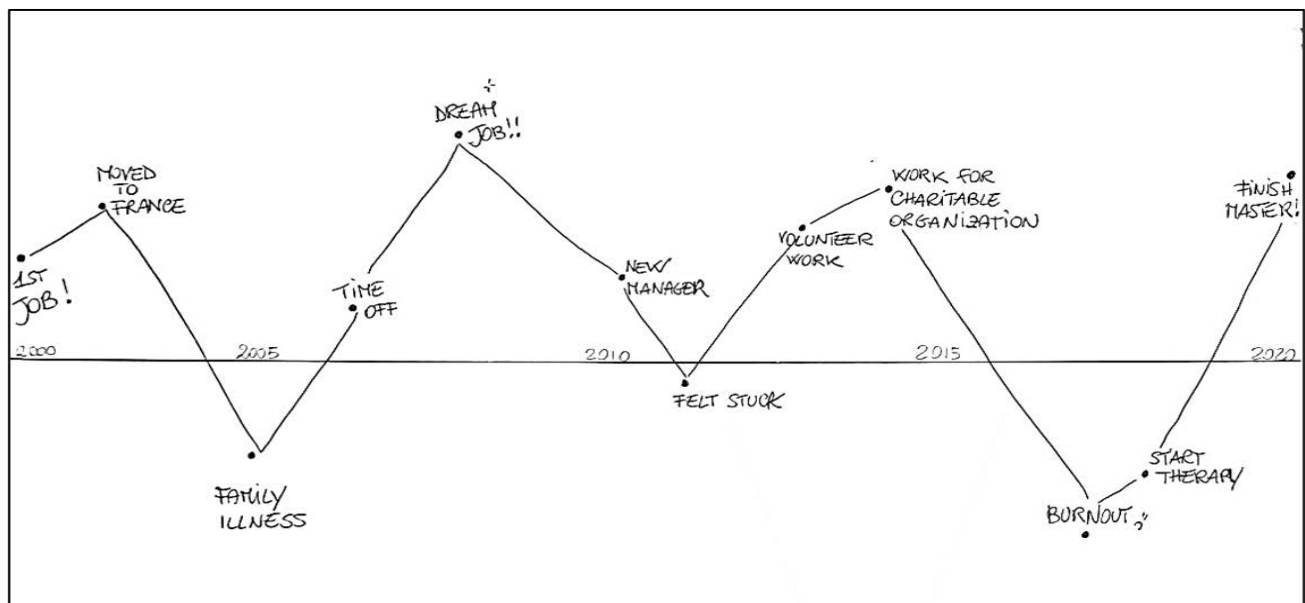 DREAM
JOB!!
MOVED
TO
FRANCE
WORK FOR
CHARITABLE
ORGANIZATION
FINISH
MASTER!
1ST
JOB!
TIME
OFF
NEW
MANAGER
VOLUNTEER
WORK
2000 2005 2010 2015 2020
FELT STUCK
FAMILY
ILLNESS
START
THERAPY
BURNOUT